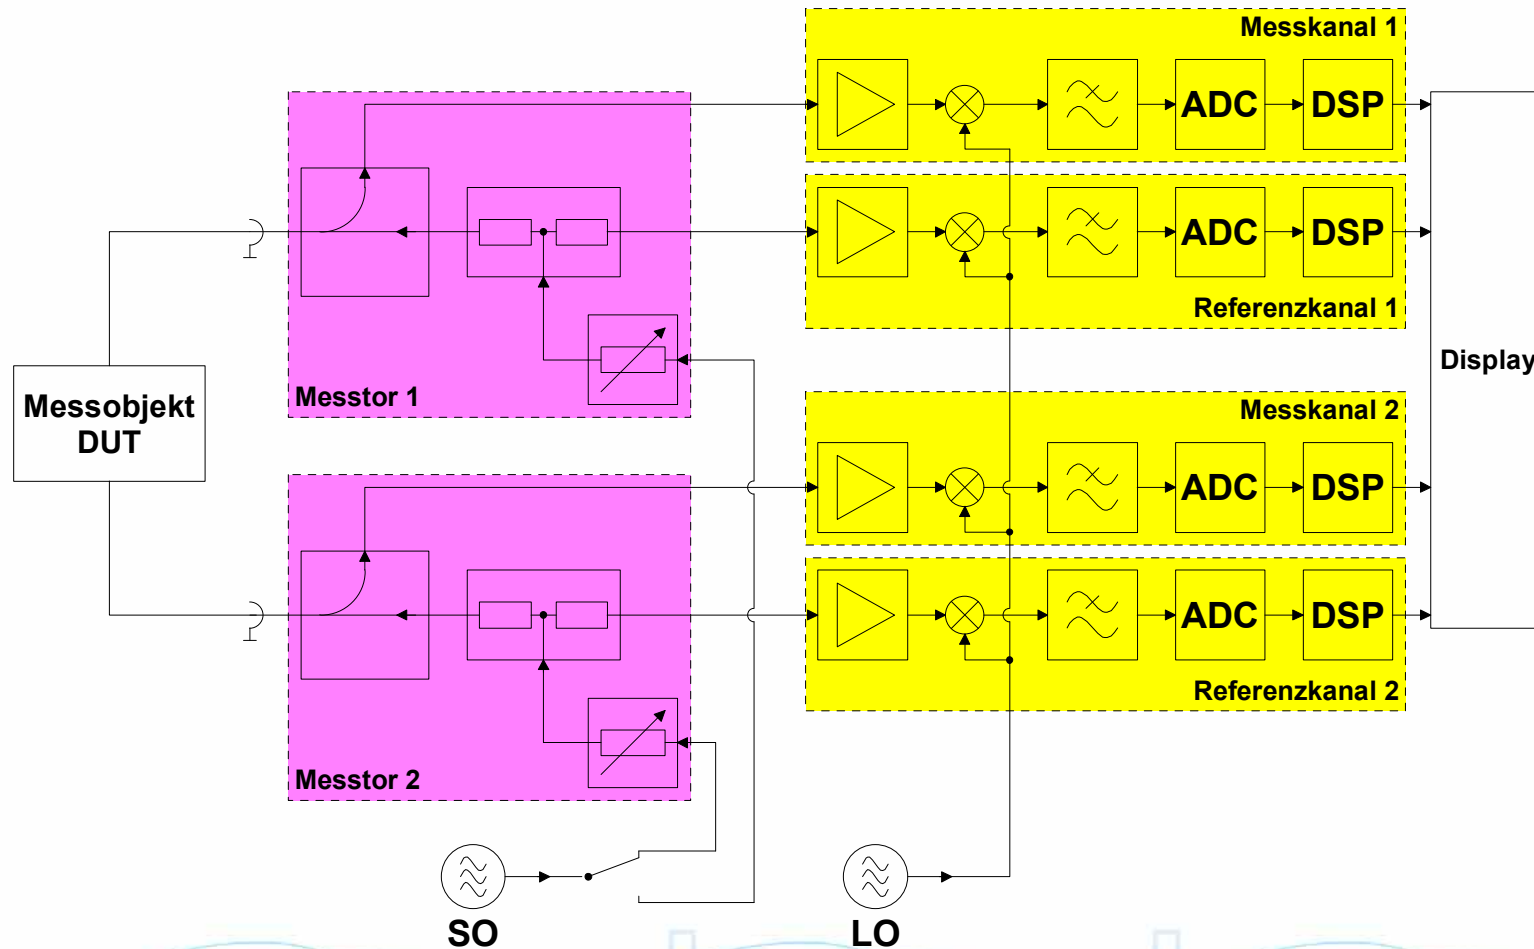 Messkanal 1
ADC
DSP
ADC
DSP
Referenzkanal 1
Messtor 1
Messobjekt
DUT
Display
Messkanal 2
ADC
DSP
ADC
DSP
Referenzkanal 2
Messtor 2
SO
LO